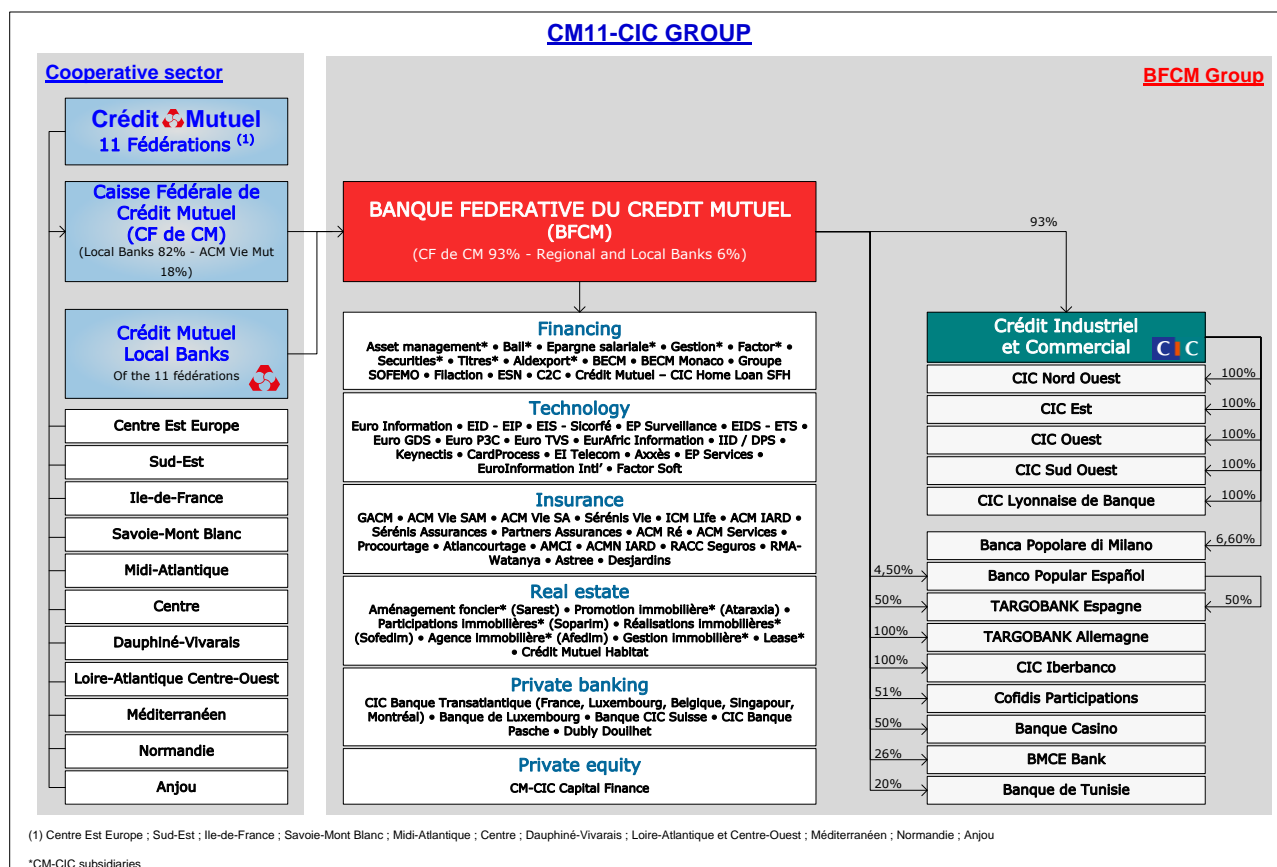 CM11-CIC GROUP
Cooperative sector
BFCM Group
Crédit Mutuel
11 Fédérations (1)
Caisse Fédérale de
Crédit Mutuel
(CF de CM)
(Local Banks 82% - ACM Vie Mut
18%)
Crédit Mutuel
Local Banks
Of the 11 fédérations
Centre Est Europe
Sud-Est
Ile-de-France
Savoie-Mont Blanc
Midi-Atlantique
Centre
Dauphiné-Vivarais
Loire-Atlantique Centre-Ouest
Méditerranéen
Normandie
Anjou
BANQUE FEDERATIVE DU CREDIT MUTUEL
(BFCM)
(CF de CM 93% - Regional and Local Banks 6%)
Financing
Asset management* • Bail* • Epargne salariale* • Gestion* • Factor* •
Securities* • Titres* • Aidexport* • BECM • BECM Monaco • Groupe
SOFEMO • Filaction • ESN • C2C • Crédit Mutuel – CIC Home Loan SFH
Technology
Euro Information • EID - EIP • EIS - Sicorfé • EP Surveillance • EIDS - ETS •
Euro GDS • Euro P3C • Euro TVS • EurAfric Information • IID / DPS •
Keynectis • CardProcess • EI Telecom • Axxès • EP Services •
EuroInformation Intl’ • Factor Soft
Insurance
GACM • ACM Vie SAM • ACM Vie SA • Sérénis Vie • ICM LIfe • ACM IARD •
Sérénis Assurances • Partners Assurances • ACM Ré • ACM Services •
Procourtage • Atlancourtage • AMCI • ACMN IARD • RACC Seguros • RMA-
Watanya • Astree • Desjardins
Real estate
Aménagement foncier* (Sarest) • Promotion immobilière* (Ataraxia) •
Participations immobilières* (Soparim) • Réalisations immobilières*
(Sofedim) • Agence immobilière* (Afedim) • Gestion immobilière* • Lease*
• Crédit Mutuel Habitat
Private banking
CIC Banque Transatlantique (France, Luxembourg, Belgique, Singapour,
Montréal) • Banque de Luxembourg • Banque CIC Suisse • CIC Banque
Pasche • Dubly Douilhet
Private equity
CM-CIC Capital Finance
93%
Crédit Industriel
et Commercial
CIC
CIC Nord Ouest
100%
CIC Est
100%
CIC Ouest
100%
CIC Sud Ouest
100%
CIC Lyonnaise de Banque
100%
Banca Popolare di Milano
6,60%
4,50%
Banco Popular Español
50%
TARGOBANK Espagne
50%
100%
TARGOBANK Allemagne
100%
CIC Iberbanco
51%
Cofidis Participations
50%
Banque Casino
26%
BMCE Bank
20%
Banque de Tunisie
(1) Centre Est Europe ; Sud-Est ; Ile-de-France ; Savoie-Mont Blanc ; Midi-Atlantique ; Centre ; Dauphiné-Vivarais ; Loire-Atlantique et Centre-Ouest ; Méditerranéen ; Normandie ; Anjou
*CM-CIC subsidiaries